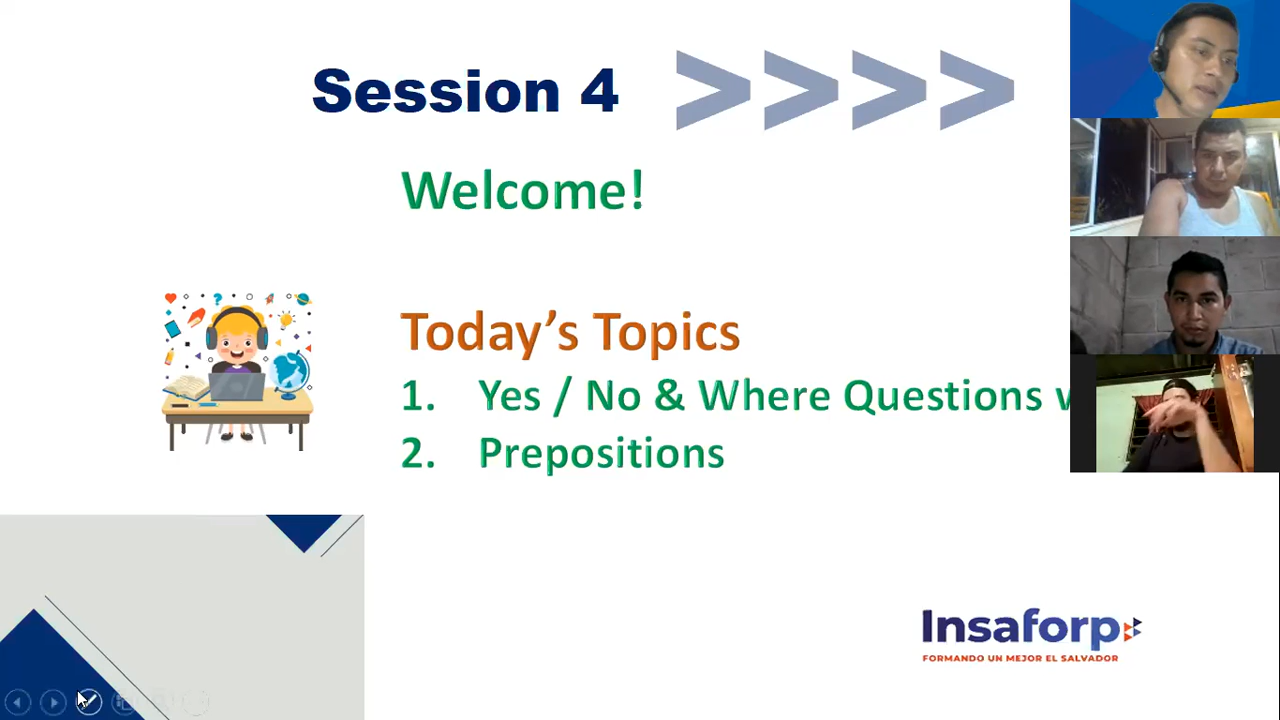 Session 4 >>>>
Welcome!
Today's Topics
1. Yes / No & Where Questions
2. Prepositions
Insaforp
FORMANDO UN MEJOR EL SALVADOR